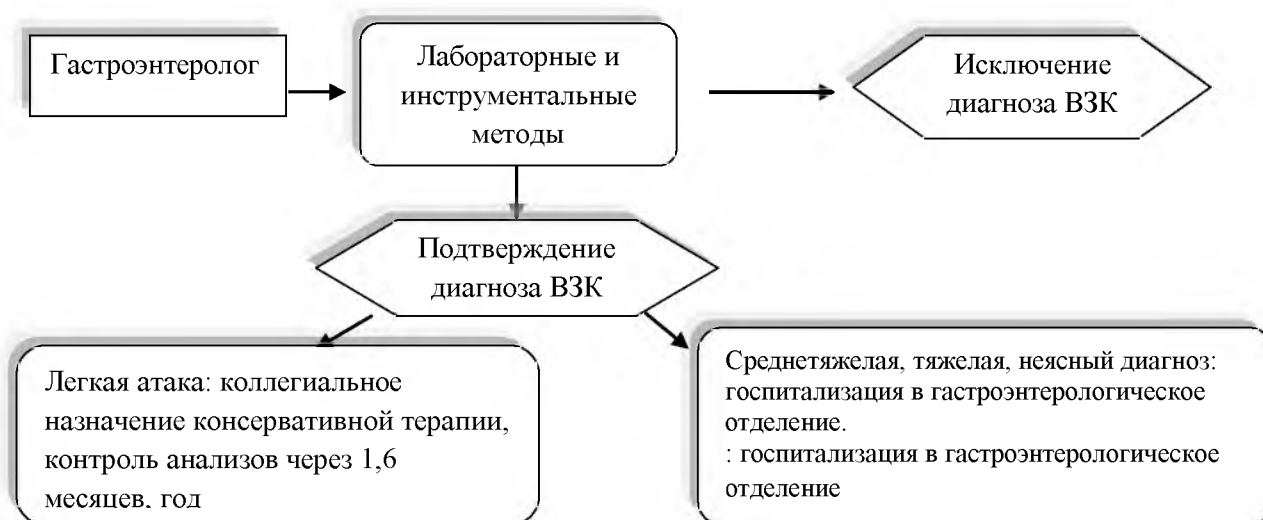 Гастроэнтеролог
Лабораторные и
инструментальные
методы
Исключение
диагноза ВЗК
Подтверждение
диагноза ВЗК
Легкая атака: коллегиальное
назначение консервативной терапии,
контроль анализов через 1,6
месяцев, год
Среднетяжелая, тяжелая, неясный диагноз:
госпитализация в гастроэнтерологическое
отделение.
: госпитализация в гастроэнтерологическое
отделение